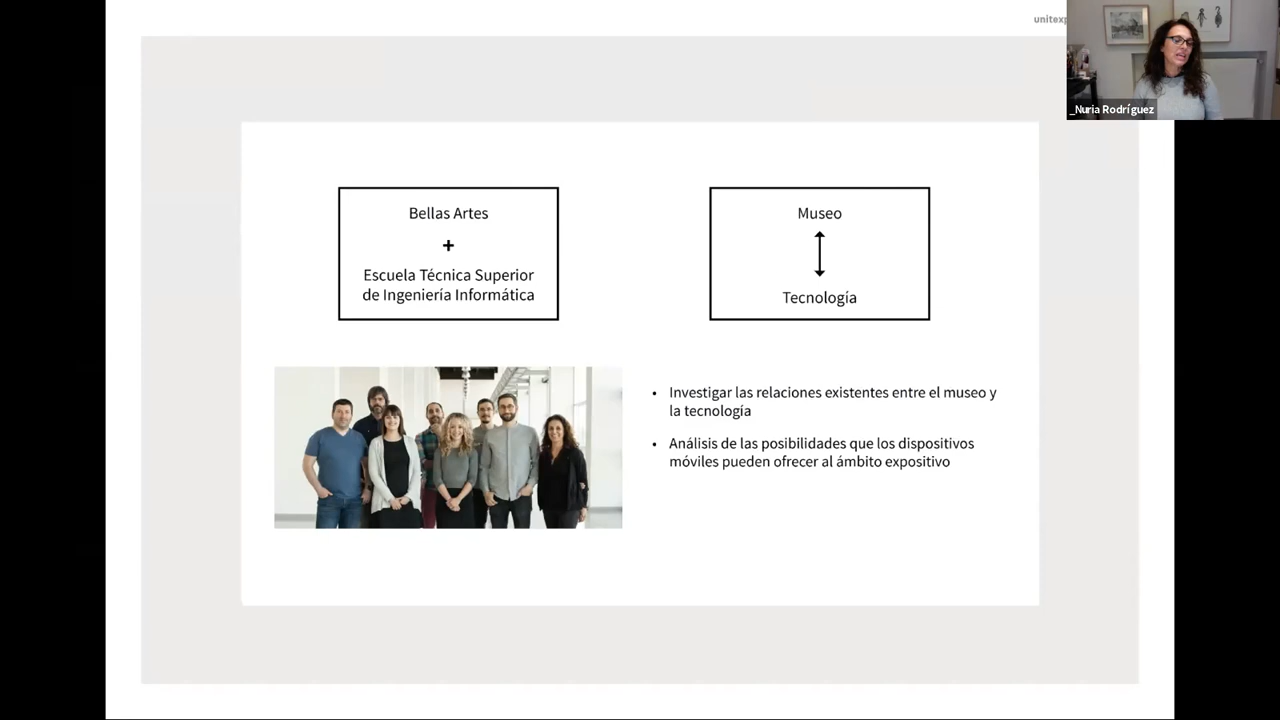 _Nuria Rodríguez
Bellas Artes
+
Escuela Técnica Superior
de Ingeniería Informática
Museo
Tecnología
• Investigar las relaciones existentes entre el museo y
la tecnología
• Análisis de las posibilidades que los dispositivos
móviles pueden ofrecer al ámbito expositivo